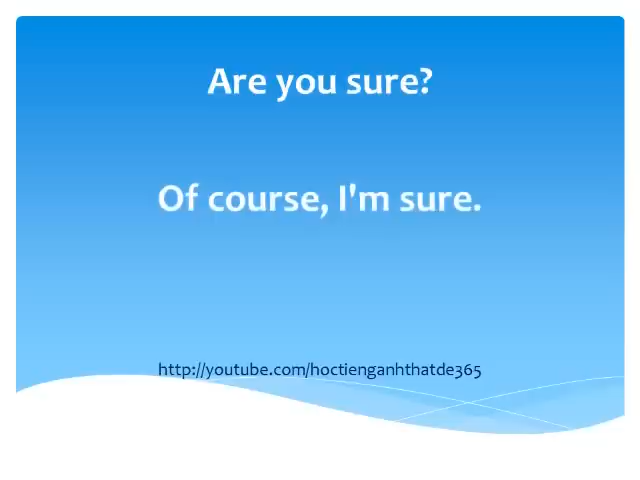 Are you sure?
Of course, I'm sure.
http://youtube.com/hoctienganhthatde365